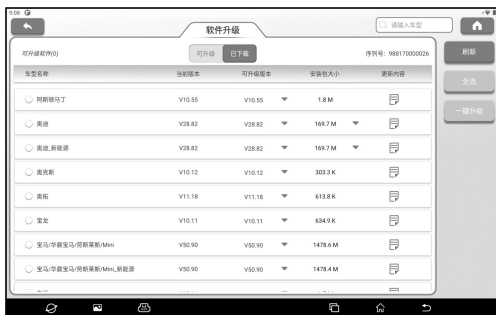 9:08
软件升级
请输入车型
可升级软件(0)
可升级
已下载
序列号: 988170000026
刷新
车型名称
当前版本
可升级版本
安装包大小
更新内容
全选
阿斯顿马丁 V10.55 V10.55 1.8 M
一键升级
奥迪 V28.82 V28.82 169.7 M
奥迪_新能源 V28.82 V28.82 169.7 M
奥克斯 V10.12 V10.12 303.3 K
奥拓 V11.18 V11.18 613.8 K
宝龙 V10.11 V10.11 634.9 K
宝马/华晨宝马/劳斯莱斯/Mini V50.90 V50.90 1478.6 M
宝马/华晨宝马/劳斯莱斯/Mini_新能源 V50.90 V50.90 1478.4 M